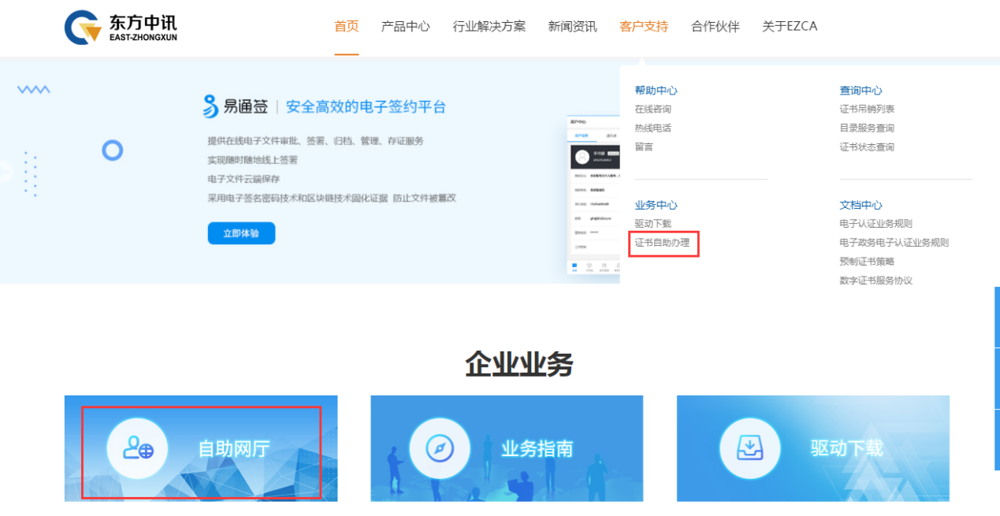 东方中讯
EAST-ZHONGXUN
首页 产品中心 行业解决方案 新闻资讯 客户支持 合作伙伴 关于EZCA
易通签 | 安全高效的电子签约平台
提供在线电子文件审批、签署、归档、管理、存证服务
实现随时随地线上签署
电子文件云端保存
采用电子签名密码技术和区块链技术固化证据 防止文件被篡改
立即体验
帮助中心
在线咨询
热线电话
留言
查询中心
证书吊销列表
目录服务查询
证书状态查询
业务中心
驱动下载
证书自助办理
文档中心
电子认证业务规则
电子政务电子认证业务规则
预制证书策略
数字证书服务协议
企业业务
自助网厅
业务指南
驱动下载